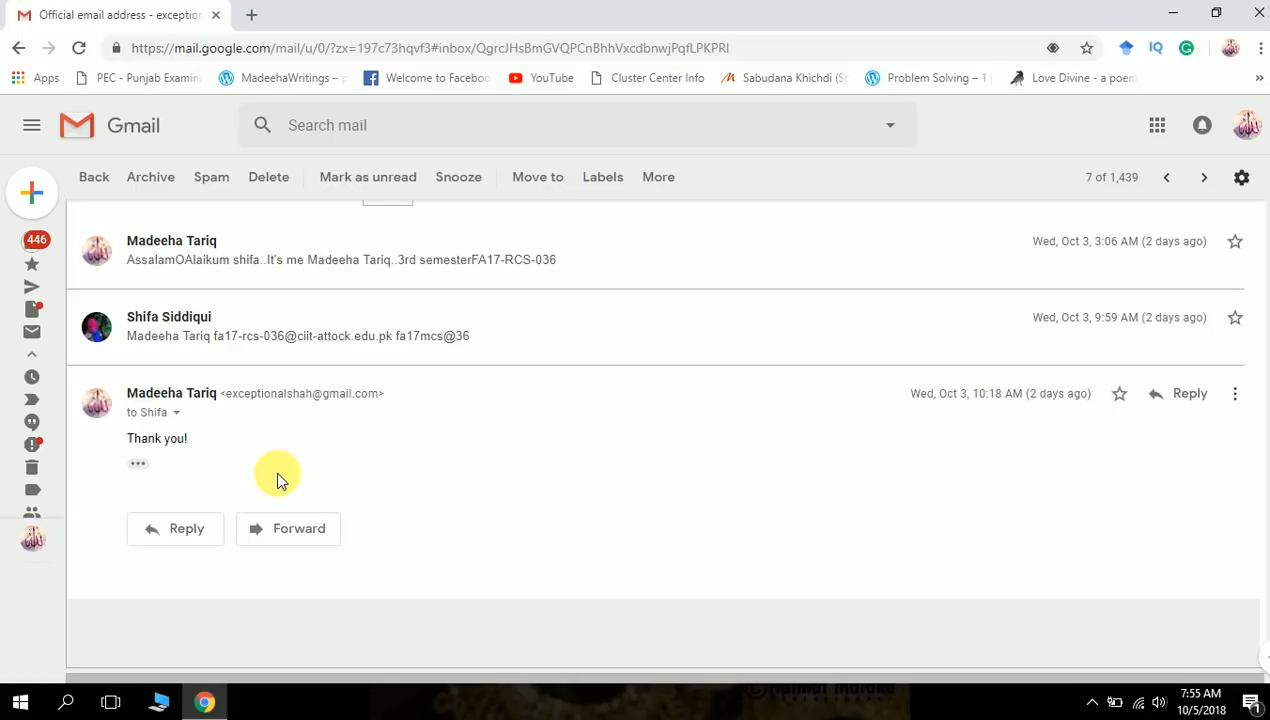 Official email address - exception
https://mail.google.com/mail/u/0/?zx=197c73hqvf3#inbox/QgrcJHsBmGVQPCnBhhVxcdbnwjPqfLPKPRl
Apps PEC - Punjab Examin MadeehaWritings – p Welcome to Faceboo YouTube Cluster Center Info Sabudana Khichdi (S Problem Solving – 1 Love Divine - a poem »
Gmail Search mail
Back Archive Spam Delete Mark as unread Snooze Move to Labels More 7 of 1,439
446
Madeeha Tariq Wed, Oct 3, 3:06 AM (2 days ago)
AssalamOAlaikum shifa..It's me Madeeha Tariq..3rd semesterFA17-RCS-036
Shifa Siddiqui Wed, Oct 3, 9:59 AM (2 days ago)
Madeeha Tariq fa17-rcs-036@ciit-attock.edu.pk fa17mcs@36
Madeeha Tariq <exceptionalshah@gmail.com> Wed, Oct 3, 10:18 AM (2 days ago) Reply
to Shifa
Thank you!
Reply Forward
7:55 AM
10/5/2018